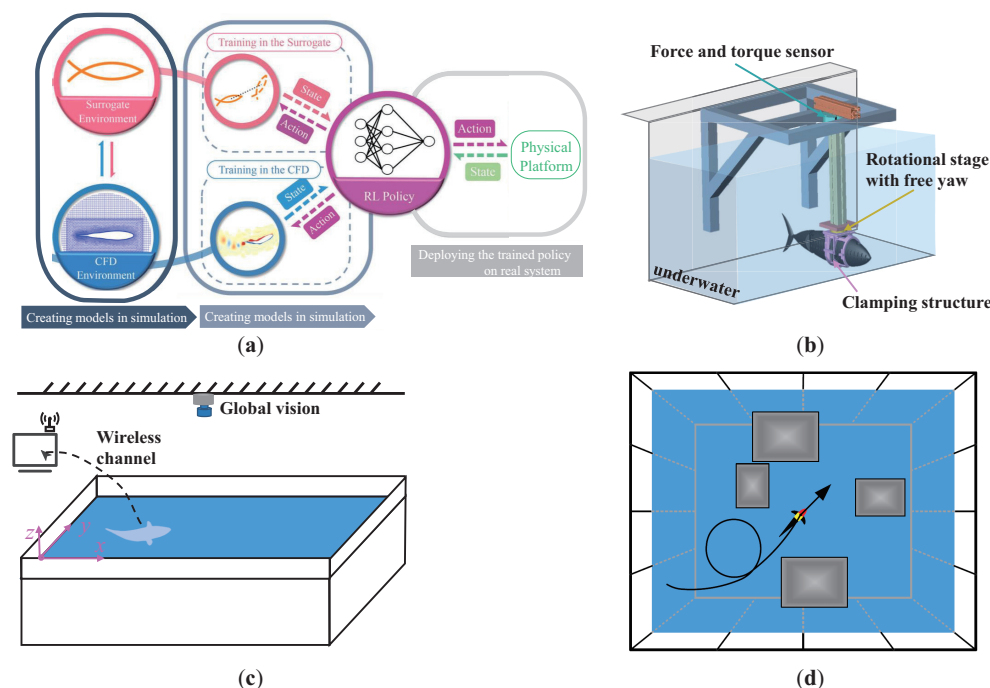 Training in the Surrogate
Surrogate
Environment
State
Action
Training in the CFD
State
Action
CFD
Environment
RL Policy
Action
State
Physical
Platform
Deploying the trained policy
on real system
Creating models in simulation
Creating models in simulation
(a)
Force and torque sensor
Rotational stage
with free yaw
underwater
Clamping structure
(b)
Global vision
Wireless
channel
z
y
x
(c)
(d)